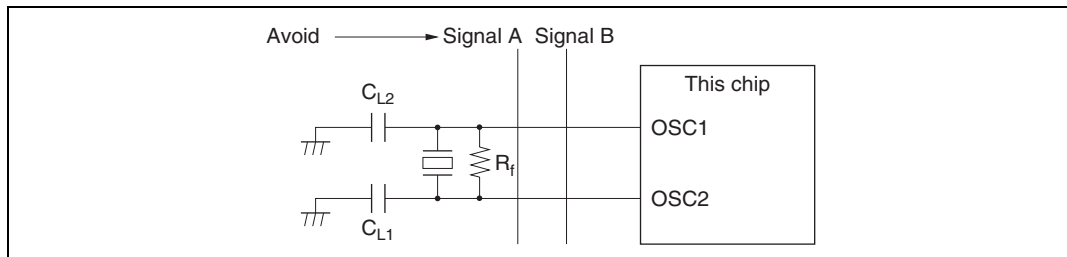 Avoid Signal A Signal B
This chip
CL2
OSC1
Rf
OSC2
CL1